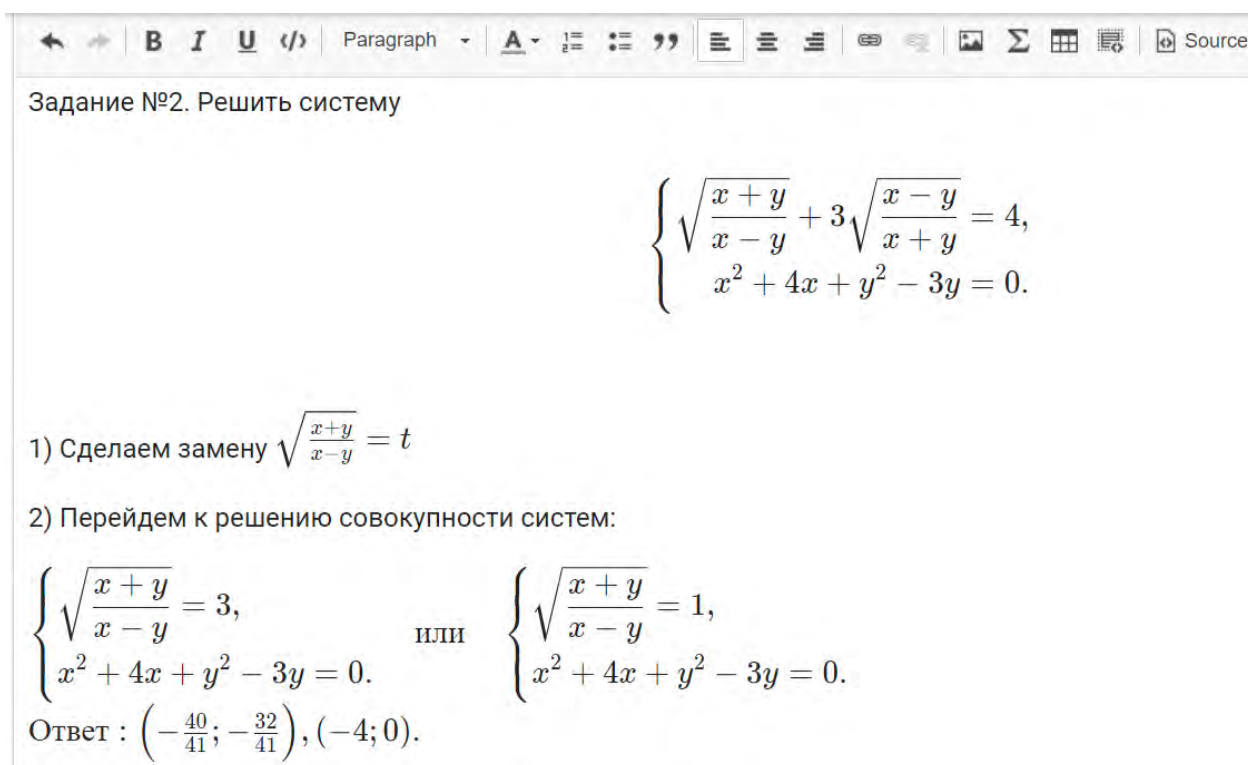 Paragraph Source
Задание №2. Решить систему
√((x + y)/(x − y)) + 3√((x − y)/(x + y)) = 4,
x² + 4x + y² − 3y = 0.
1) Сделаем замену √((x+y)/(x−y)) = t
2) Перейдем к решению совокупности систем:
√((x + y)/(x − y)) = 3, или √((x + y)/(x − y)) = 1,
x² + 4x + y² − 3y = 0. x² + 4x + y² − 3y = 0.
Ответ : (−40/41; −32/41), (−4; 0).